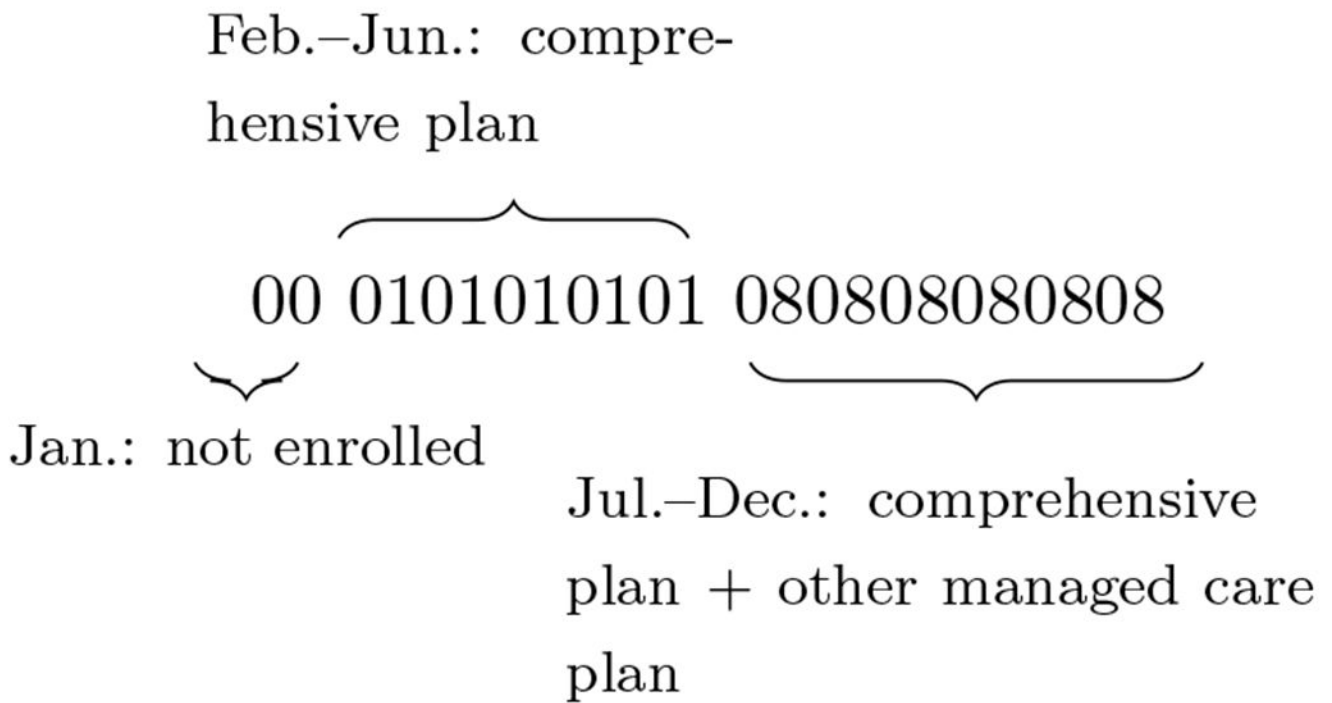 Feb.–Jun.: compre-
hensive plan
00 0101010101 080808080808
Jan.: not enrolled
Jul.–Dec.: comprehensive
plan + other managed care
plan